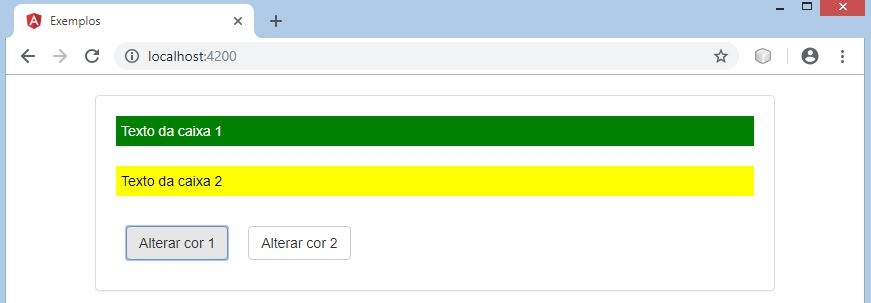 Exemplos
localhost:4200
Texto da caixa 1
Texto da caixa 2
Alterar cor 1 Alterar cor 2